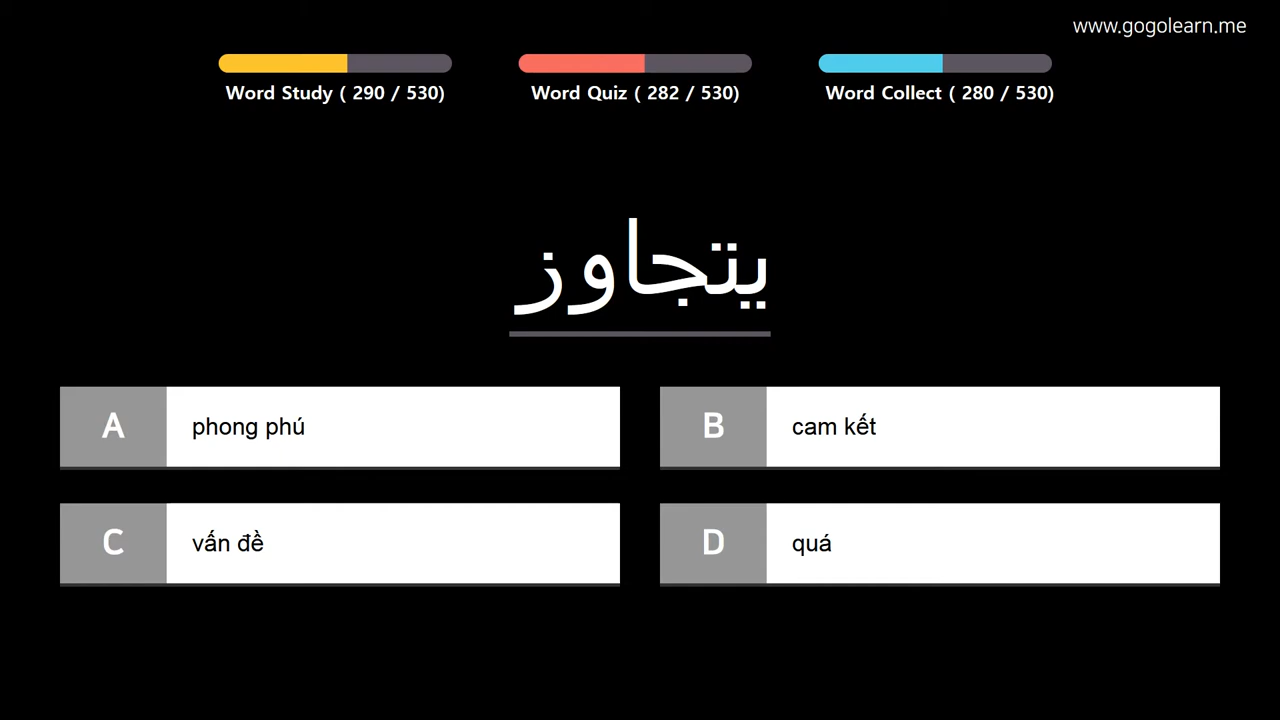 www.gogolearn.me
Word Study ( 290 / 530)
Word Quiz ( 282 / 530)
Word Collect ( 280 / 530)
يتجاوز
A
phong phú
B
cam kết
C
vấn đề
D
quá